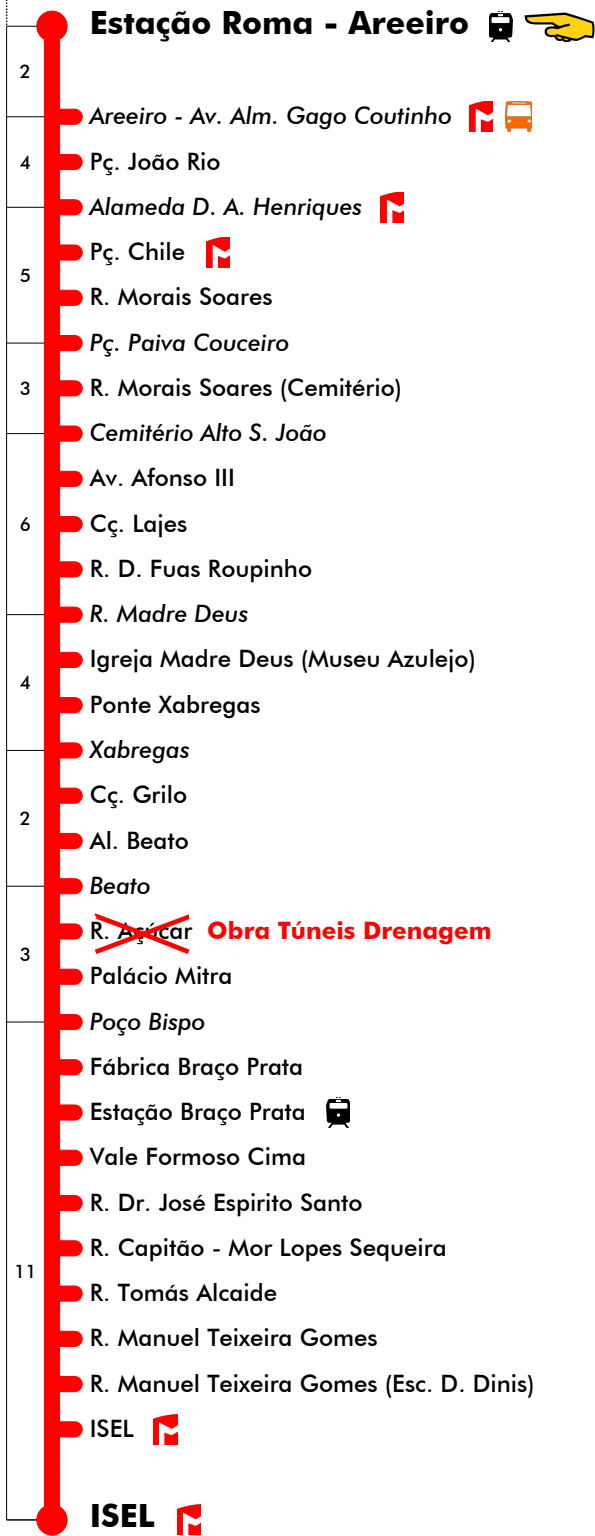 Estação Roma - Areeiro
2
Areeiro - Av. Alm. Gago Coutinho
4
Pç. João Rio
Alameda D. A. Henriques
Pç. Chile
5
R. Morais Soares
Pç. Paiva Couceiro
3
R. Morais Soares (Cemitério)
Cemitério Alto S. João
Av. Afonso III
6
Cç. Lajes
R. D. Fuas Roupinho
R. Madre Deus
Igreja Madre Deus (Museu Azulejo)
4
Ponte Xabregas
Xabregas
Cç. Grilo
2
Al. Beato
Beato
R. Açúcar Obra Túneis Drenagem
3
Palácio Mitra
Poço Bispo
Fábrica Braço Prata
Estação Braço Prata
Vale Formoso Cima
R. Dr. José Espirito Santo
R. Capitão - Mor Lopes Sequeira
11
R. Tomás Alcaide
R. Manuel Teixeira Gomes
R. Manuel Teixeira Gomes (Esc. D. Dinis)
ISEL
ISEL